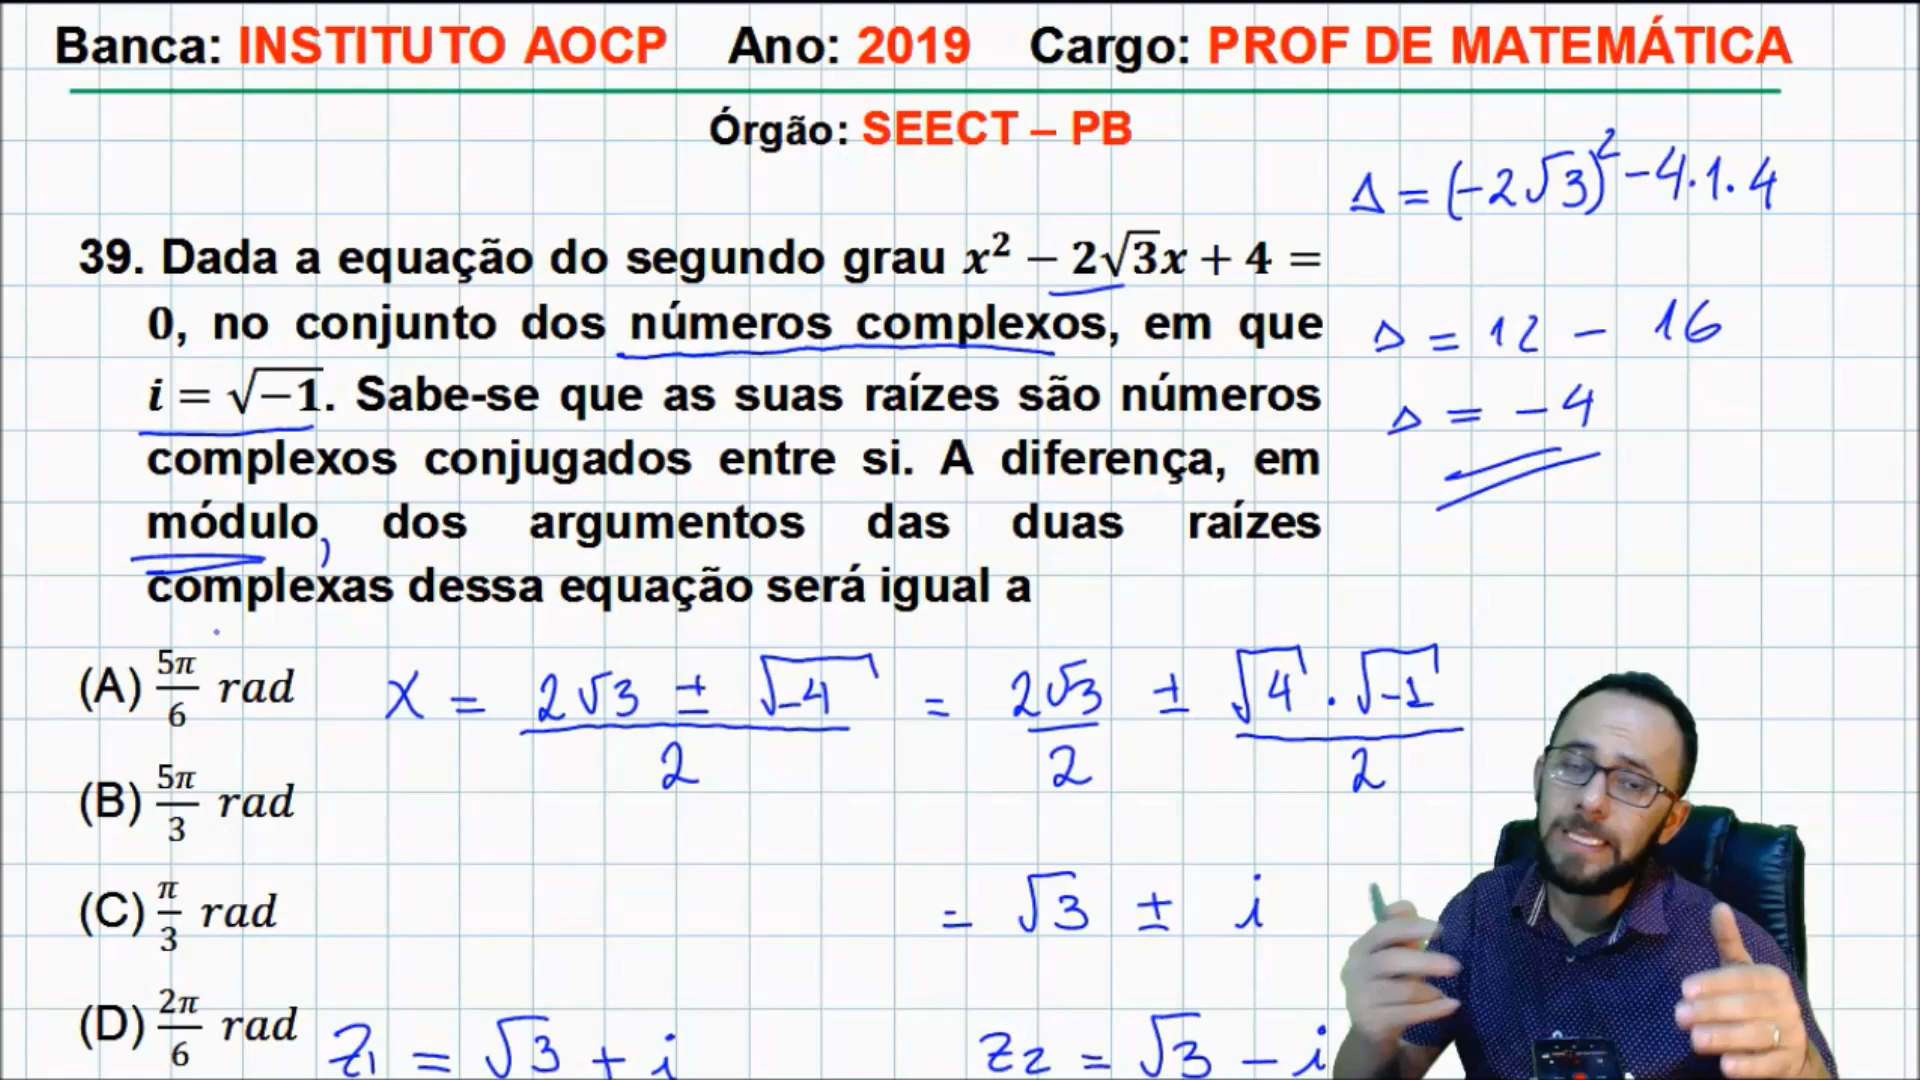 Banca: INSTITUTO AOCP Ano: 2019 Cargo: PROF DE MATEMÁTICA
Órgão: SEECT – PB
39. Dada a equação do segundo grau x² − 2√3x + 4 =
0, no conjunto dos números complexos, em que
i = √−1. Sabe-se que as suas raízes são números
complexos conjugados entre si. A diferença, em
módulo, dos argumentos das duas raízes
complexas dessa equação será igual a
Δ = (-2√3)² - 4.1.4
Δ = 12 - 16
Δ = -4
(A) 5π/6 rad
(B) 5π/3 rad
(C) π/3 rad
(D) 2π/6 rad
x = (2√3 ± √-4)/2 = 2√3/2 ± (√4 . √-1)/2
= √3 ± i
Z1 = √3 + i
Z2 = √3 - i